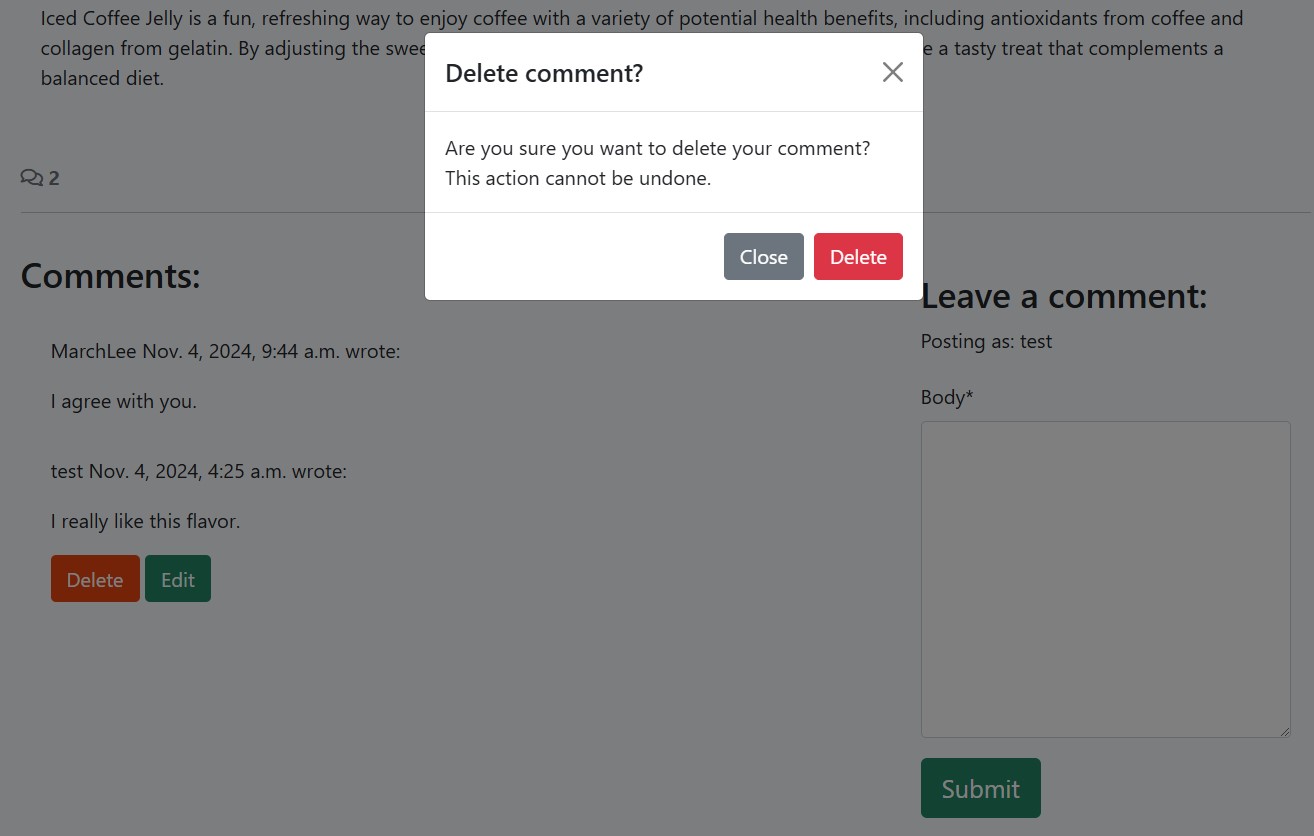 Iced Coffee Jelly is a fun, refreshing way to enjoy coffee with a variety of potential health benefits, including antioxidants from coffee and
collagen from gelatin. By adjusting the a tasty treat that complements a
balanced diet.
Delete comment?
Are you sure you want to delete your comment?
This action cannot be undone.
Close Delete
2
Comments:
MarchLee Nov. 4, 2024, 9:44 a.m. wrote:
I agree with you.
test Nov. 4, 2024, 4:25 a.m. wrote:
I really like this flavor.
Delete Edit
Leave a comment:
Posting as: test
Body*
Submit